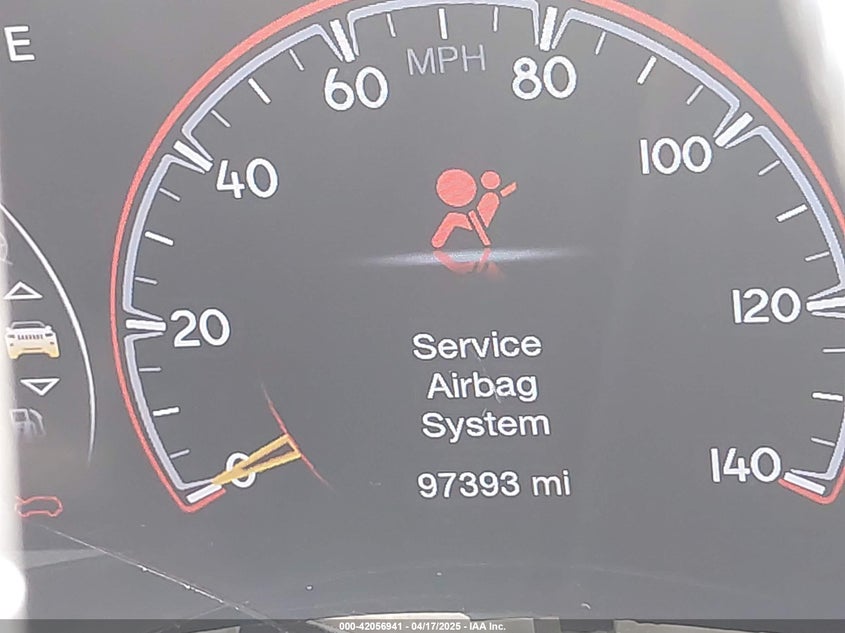 E
MPH
0
20
40
60
80
100
120
140
Service
Airbag
System
97393 mi
000-42056941 - 04/17/2025 - IAA Inc.